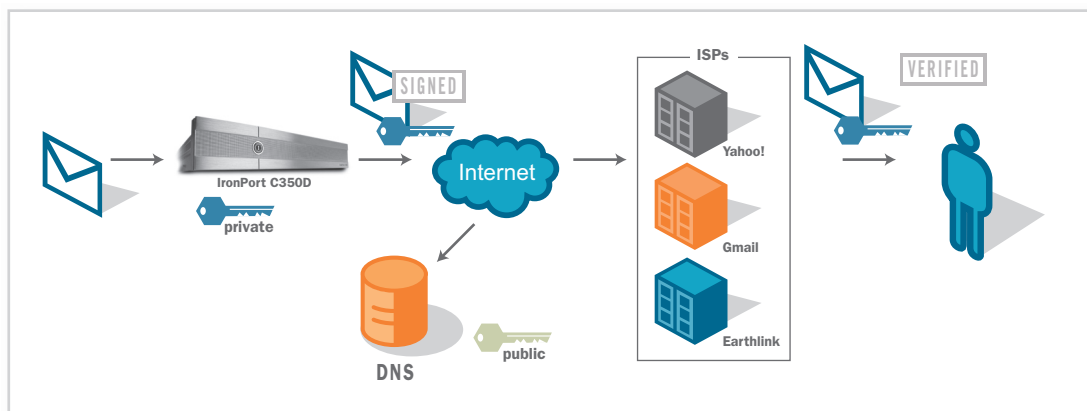 ISPs
SIGNED
VERIFIED
Yahoo!
Internet
IronPort C350D
private
Gmail
public
Earthlink
DNS